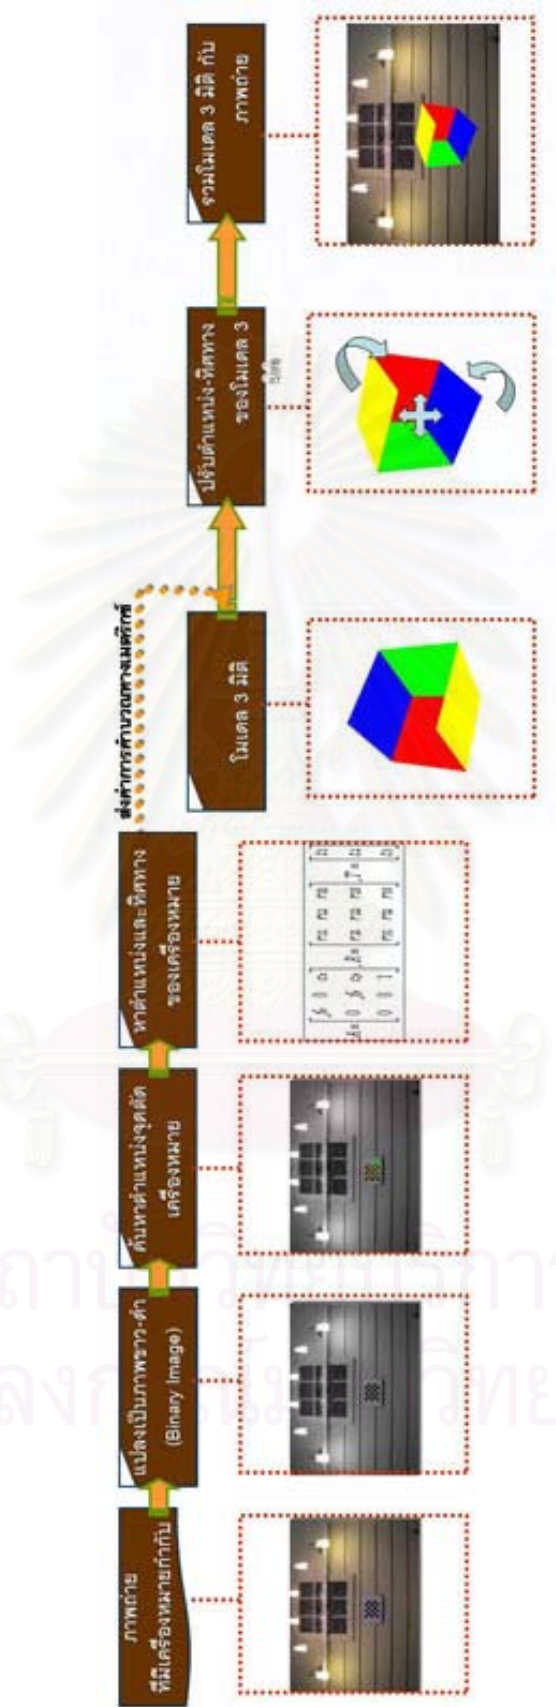 ภาพถ่าย
ที่มีเครื่องหมายกำกับ
แปลงเป็นภาพขาว-ดำ
(Binary Image)
ค้นหาตำแหน่งจุดตัด
เครื่องหมาย
หาตำแหน่งและทิศทาง
ของเครื่องหมาย
ส่งค่าการคำนวณทางเมตริกซ์
โมเดล 3 มิติ
ปรับตำแหน่ง-ทิศทาง
ของโมเดล 3
มิติ
รวมโมเดล 3 มิติ กับ
ภาพถ่าย